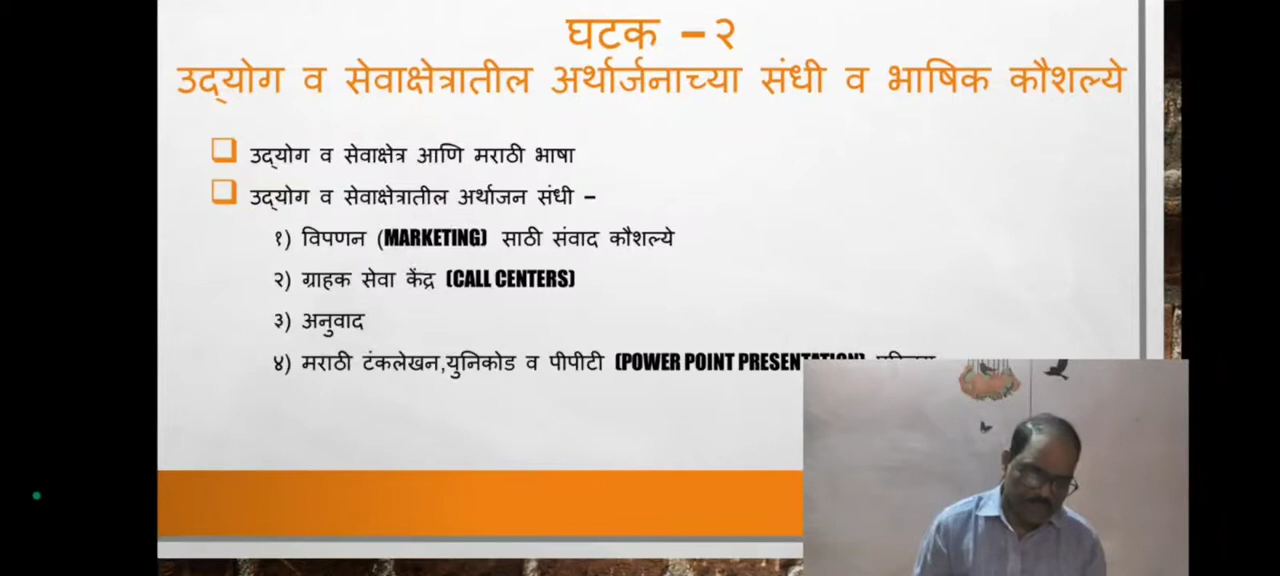 घटक – २
उद्योग व सेवाक्षेत्रातील अर्थार्जनाच्या संधी व भाषिक कौशल्ये
उद्योग व सेवाक्षेत्र आणि मराठी भाषा
उद्योग व सेवाक्षेत्रातील अर्थाजन संधी –
१) विपणन (MARKETING) साठी संवाद कौशल्ये
२) ग्राहक सेवा केंद्र (CALL CENTERS)
३) अनुवाद
४) मराठी टंकलेखन,युनिकोड व पीपीटी (POWER POINT PRESENTATION)